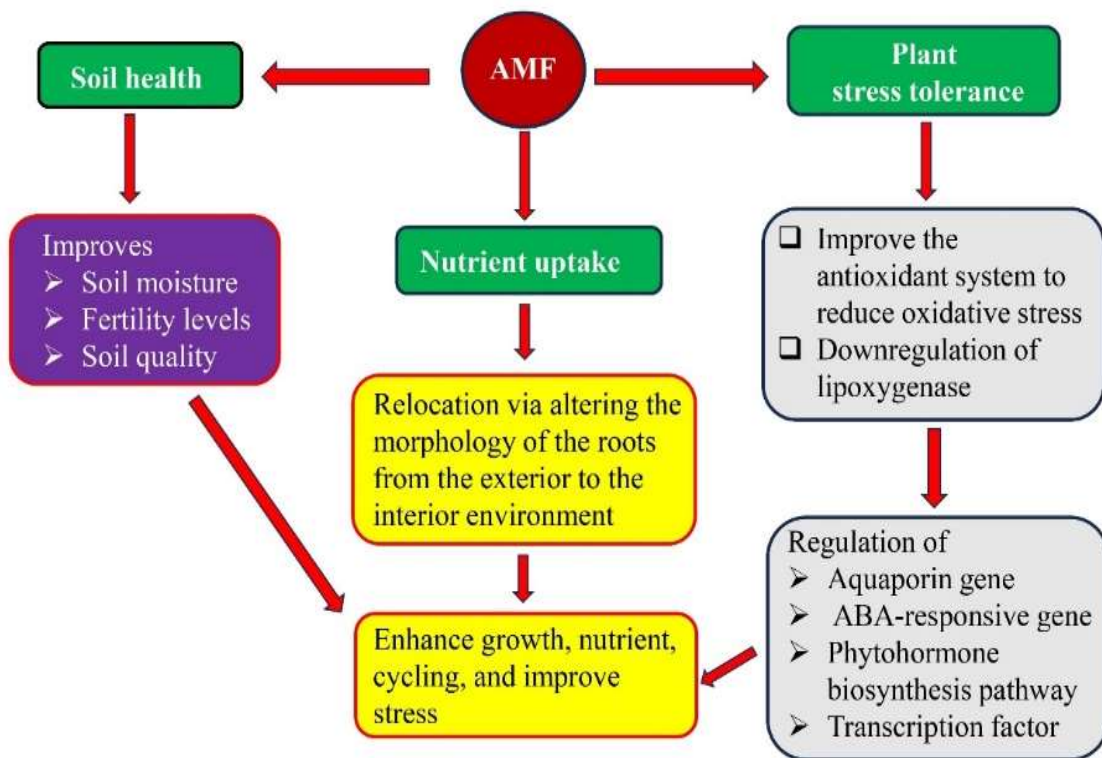 AMF
Soil health
Plant
stress tolerance
Improves
➢ Soil moisture
➢ Fertility levels
➢ Soil quality
Nutrient uptake
❑ Improve the
antioxidant system to
reduce oxidative stress
❑ Downregulation of
lipoxygenase
Relocation via altering the
morphology of the roots
from the exterior to the
interior environment
Regulation of
➢ Aquaporin gene
➢ ABA-responsive gene
➢ Phytohormone
biosynthesis pathway
➢ Transcription factor
Enhance growth, nutrient,
cycling, and improve
stress